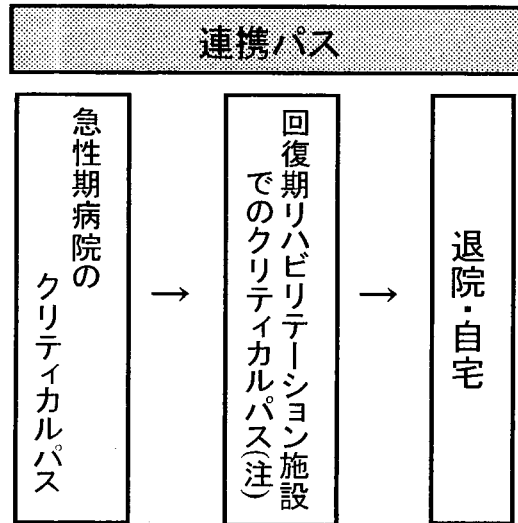 連携パス
急性期病院の
クリティカルパス
→
回復期リハビリテーション施設
でのクリティカルパス(注)
→
退院・自宅